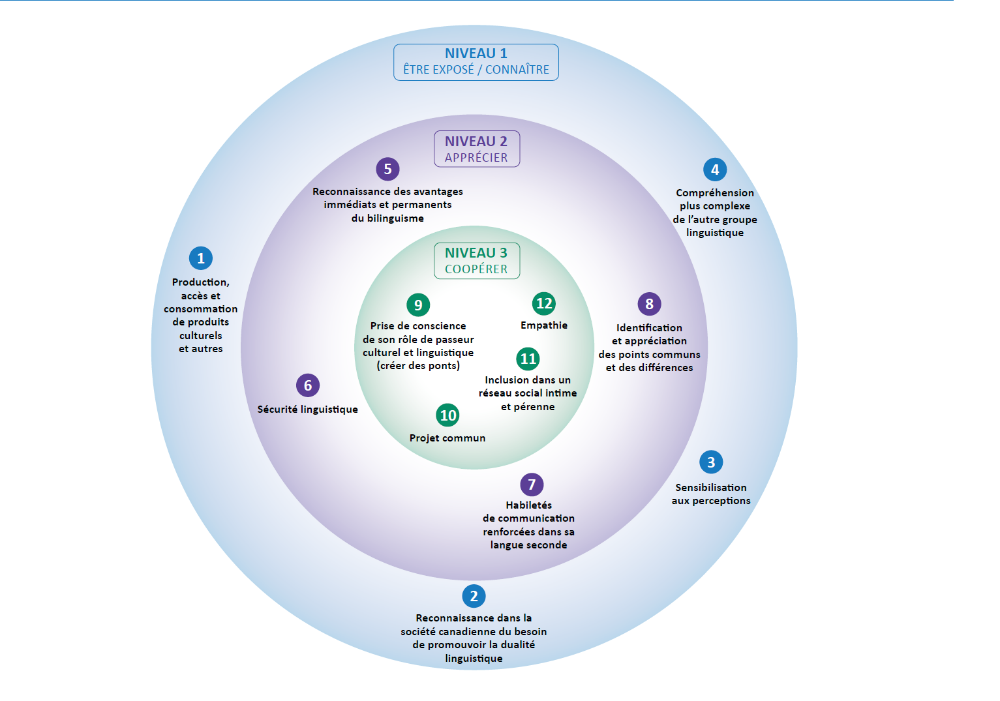 NIVEAU 1
ÊTRE EXPOSÉ / CONNAÎTRE
1
Production,
accès et
consommation
de produits
culturels
et autres
2
Reconnaissance dans la
société canadienne du besoin
de promouvoir la dualité
linguistique
3
Sensibilisation
aux perceptions
4
Compréhension
plus complexe
de l’autre groupe
linguistique
NIVEAU 2
APPRÉCIER
5
Reconnaissance des avantages
immédiats et permanents
du bilinguisme
6
Sécurité linguistique
7
Habiletés
de communication
renforcées dans sa
langue seconde
8
Identification
et appréciation
des points communs
et des différences
NIVEAU 3
COOPÉRER
9
Prise de conscience
de son rôle de passeur
culturel et linguistique
(créer des ponts)
10
Projet commun
11
Inclusion dans un
réseau social intime
et pérenne
12
Empathie